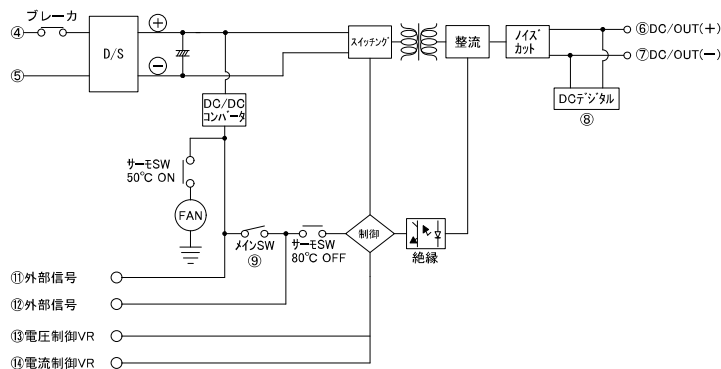 ブレーカ
④
⑤
D/S
＋
－
DC/DC
コンバータ
スイッチング
整流
ノイズ
カット
⑥DC/OUT(＋)
⑦DC/OUT(－)
DCデジタル
⑧
サーモSW
50℃ ON
FAN
メインSW
⑨
サーモSW
80℃ OFF
制御
絶縁
⑪外部信号
⑫外部信号
⑬電圧制御VR
⑭電流制御VR